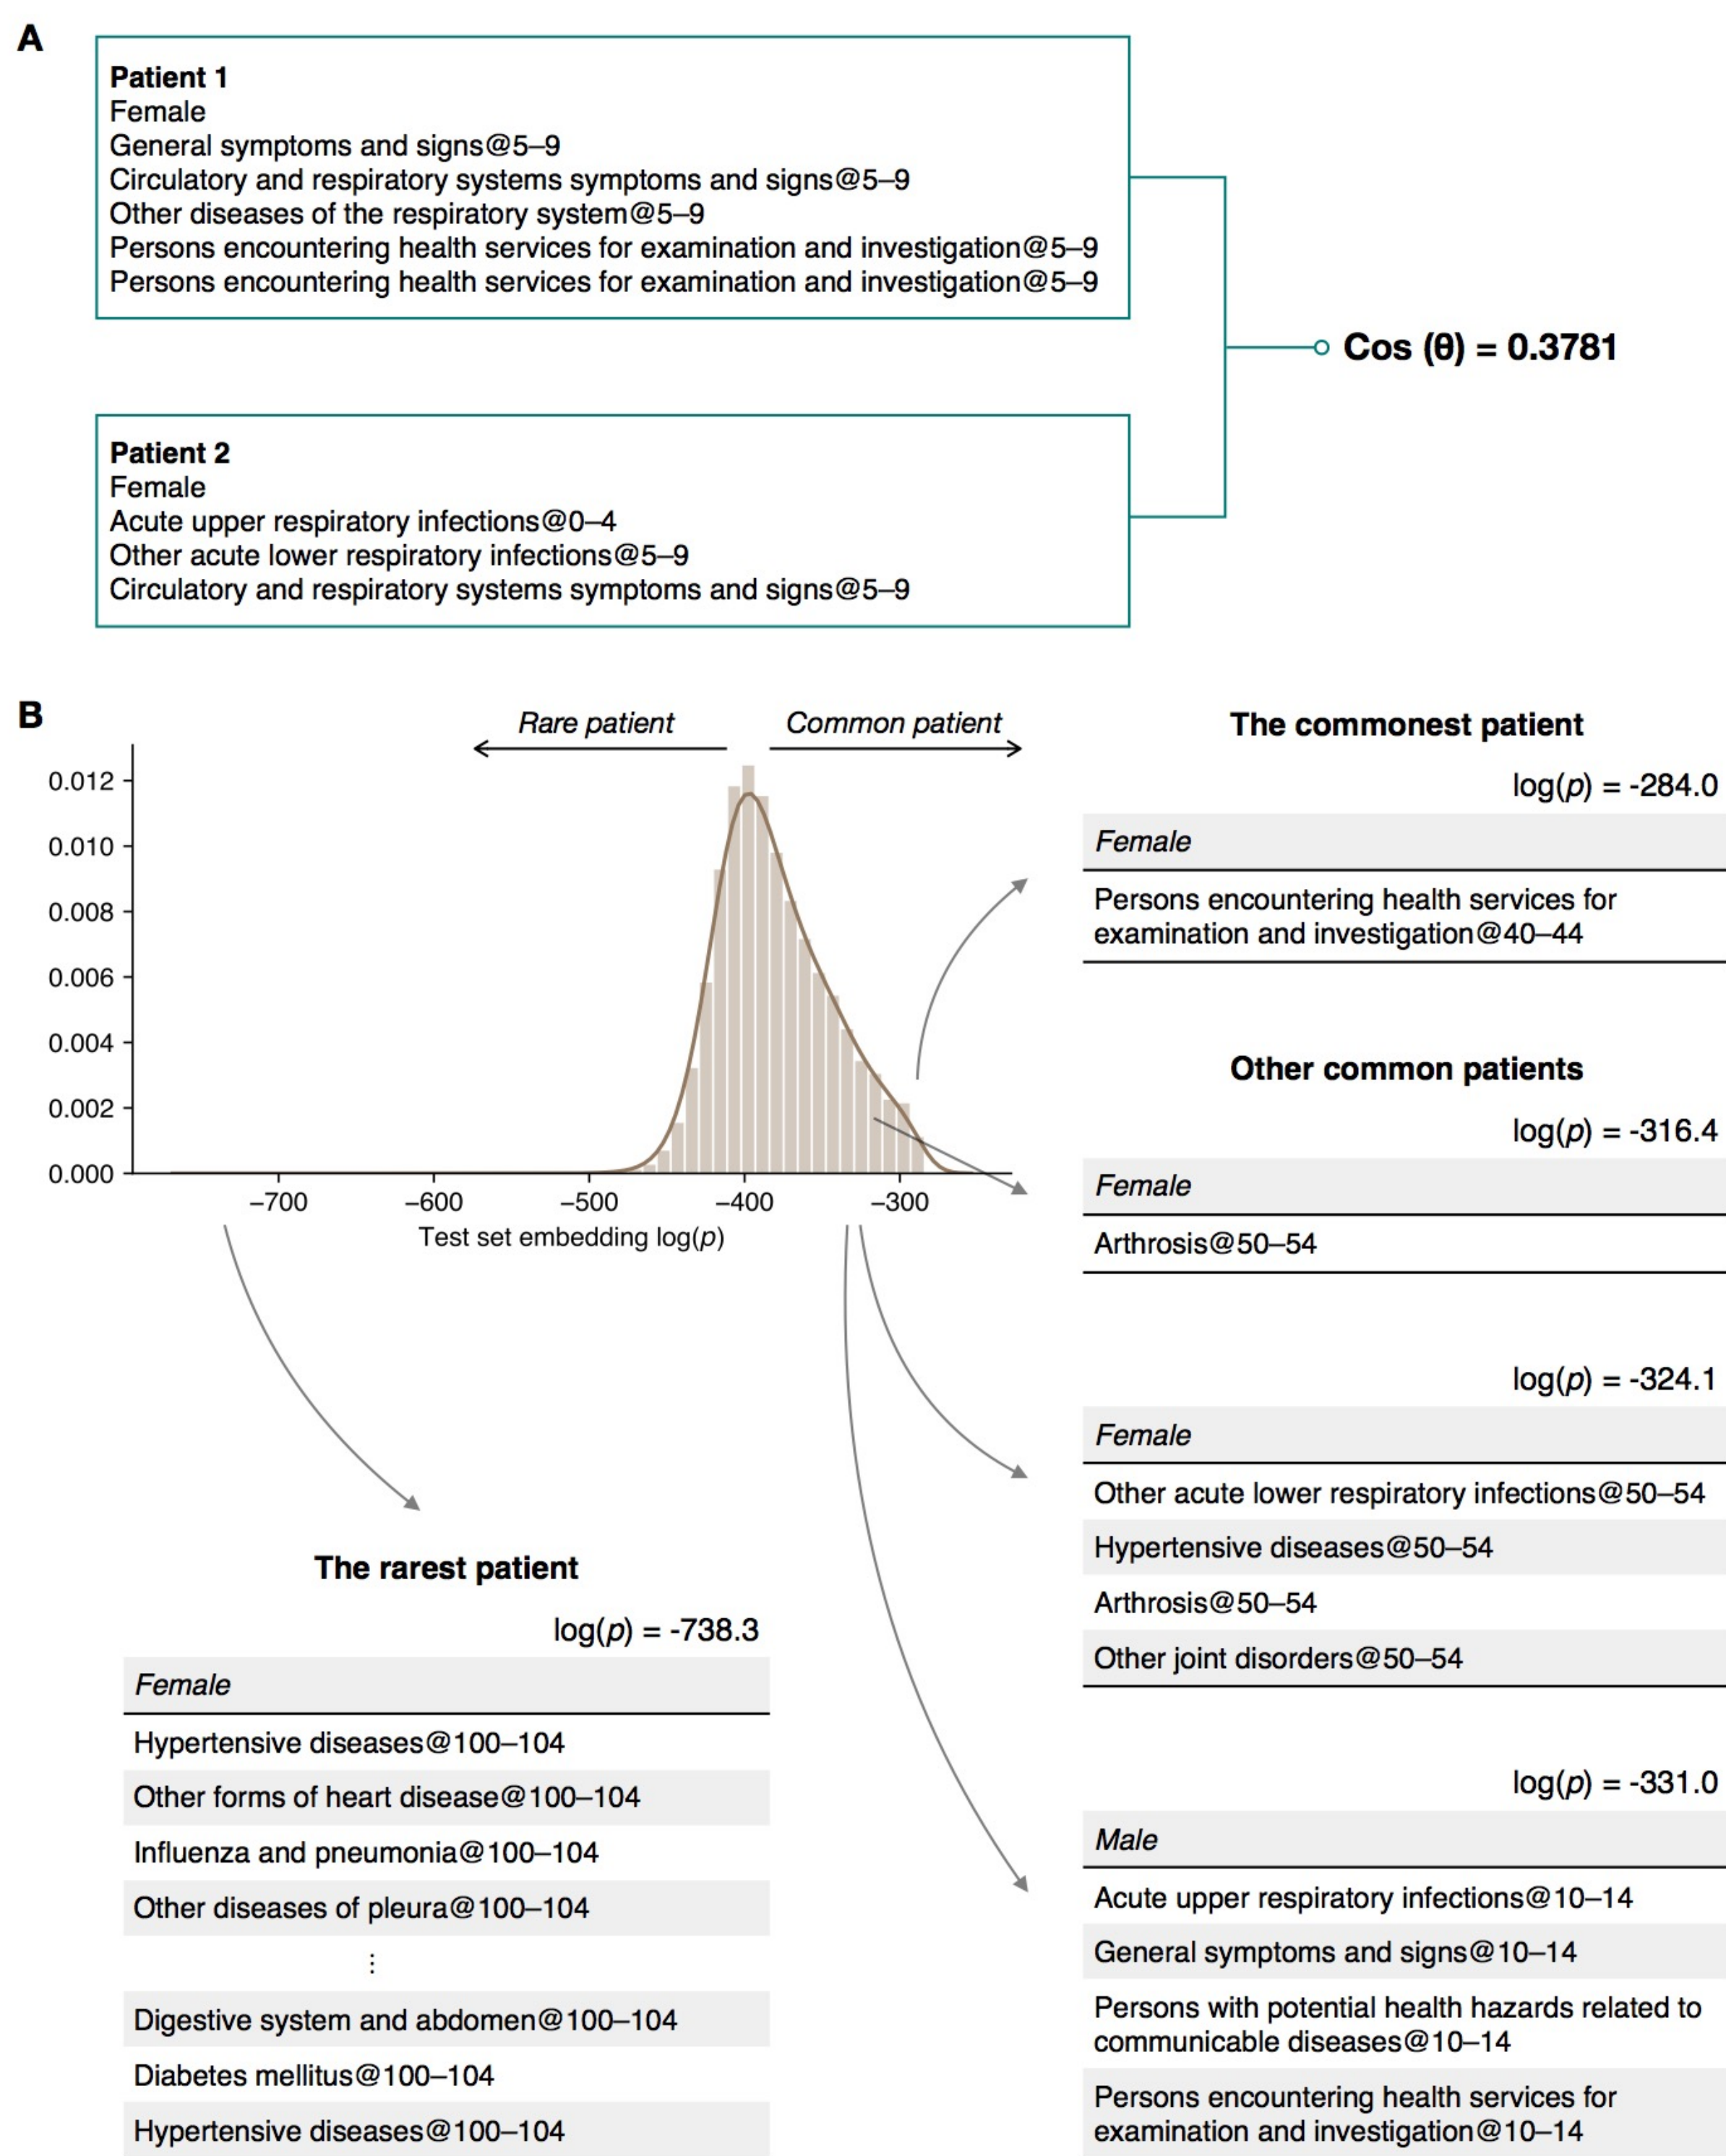 A
Patient 1
Female
General symptoms and signs@5–9
Circulatory and respiratory systems symptoms and signs@5–9
Other diseases of the respiratory system@5–9
Persons encountering health services for examination and investigation@5–9
Persons encountering health services for examination and investigation@5–9
Cos (θ) = 0.3781
Patient 2
Female
Acute upper respiratory infections@0–4
Other acute lower respiratory infections@5–9
Circulatory and respiratory systems symptoms and signs@5–9
B
Rare patient
Common patient
0.012
0.010
0.008
0.006
0.004
0.002
0.000
–700
–600
–500
–400
–300
Test set embedding log(p)
The commonest patient
log(p) = -284.0
Female
Persons encountering health services for
examination and investigation@40–44
Other common patients
log(p) = -316.4
Female
Arthrosis@50–54
log(p) = -324.1
Female
Other acute lower respiratory infections@50–54
Hypertensive diseases@50–54
Arthrosis@50–54
Other joint disorders@50–54
log(p) = -331.0
Male
Acute upper respiratory infections@10–14
General symptoms and signs@10–14
Persons with potential health hazards related to
communicable diseases@10–14
Persons encountering health services for
examination and investigation@10–14
The rarest patient
log(p) = -738.3
Female
Hypertensive diseases@100–104
Other forms of heart disease@100–104
Influenza and pneumonia@100–104
Other diseases of pleura@100–104
⋮
Digestive system and abdomen@100–104
Diabetes mellitus@100–104
Hypertensive diseases@100–104